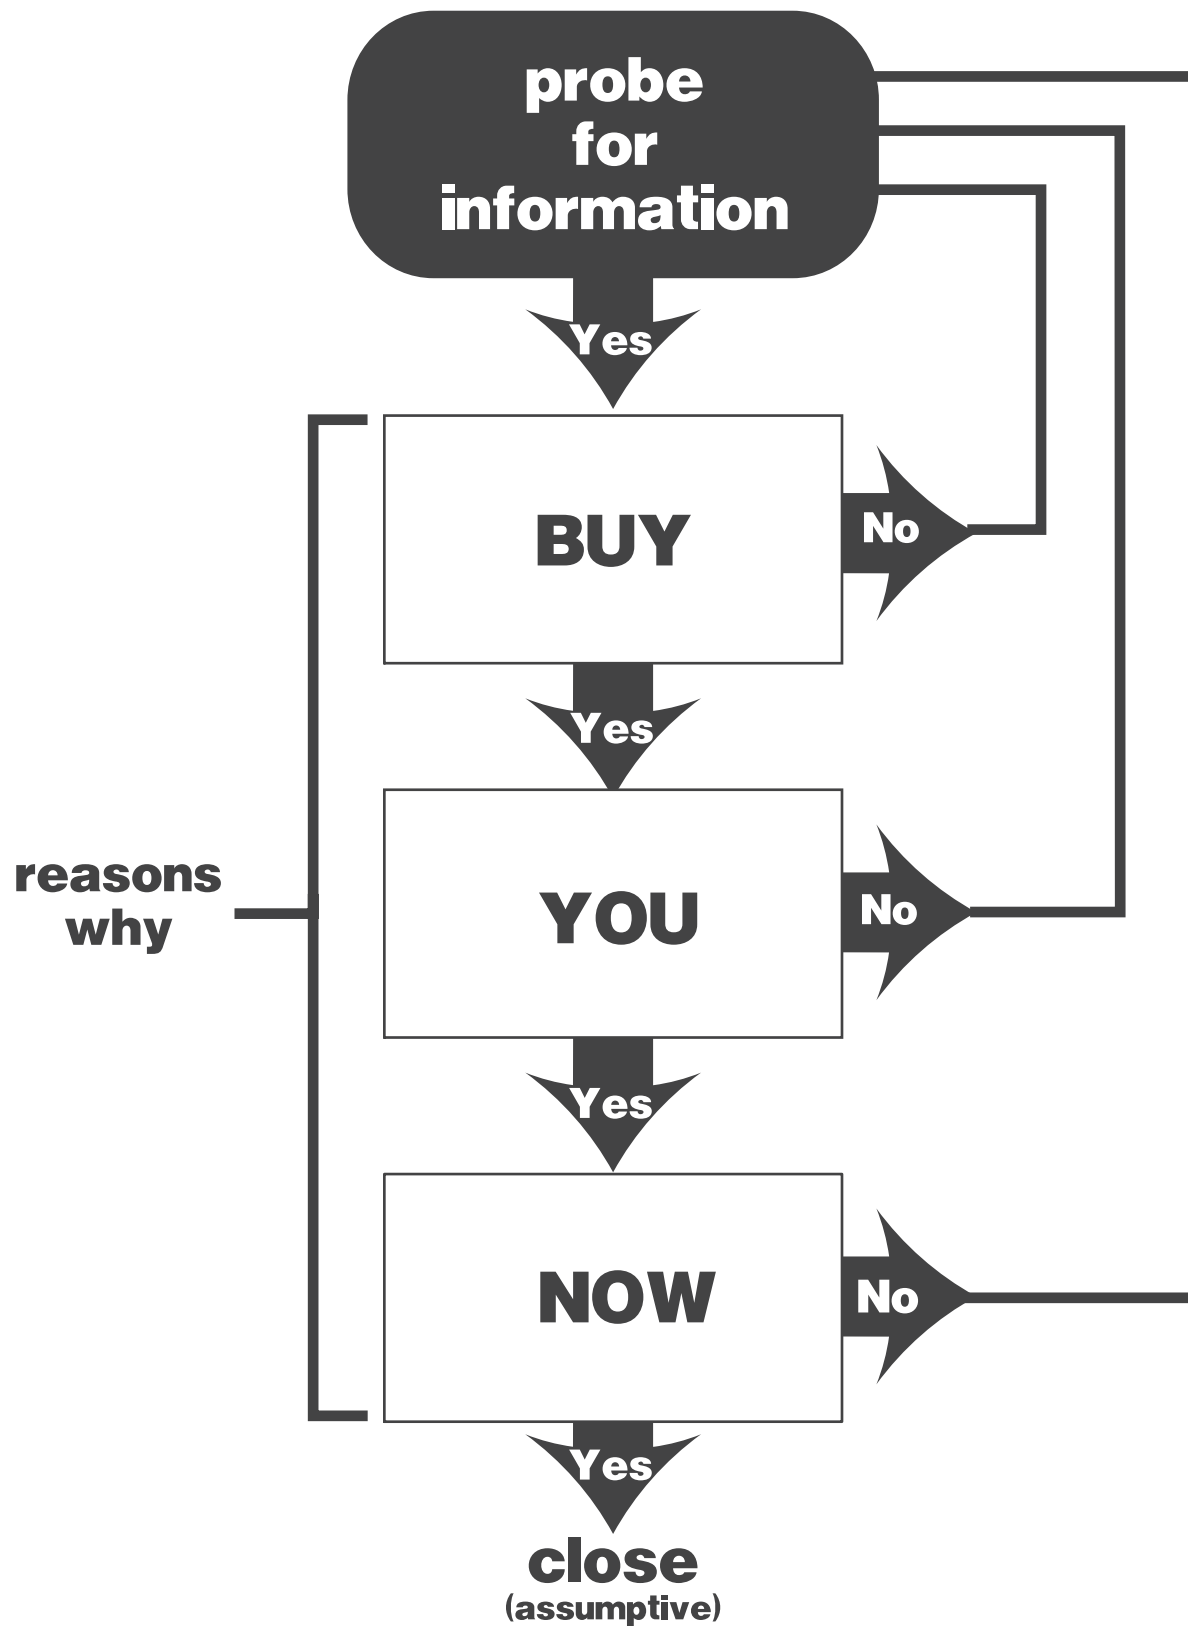 probe
for
information
Yes
BUY
No
Yes
reasons
why
YOU
No
Yes
NOW
No
Yes
close
(assumptive)